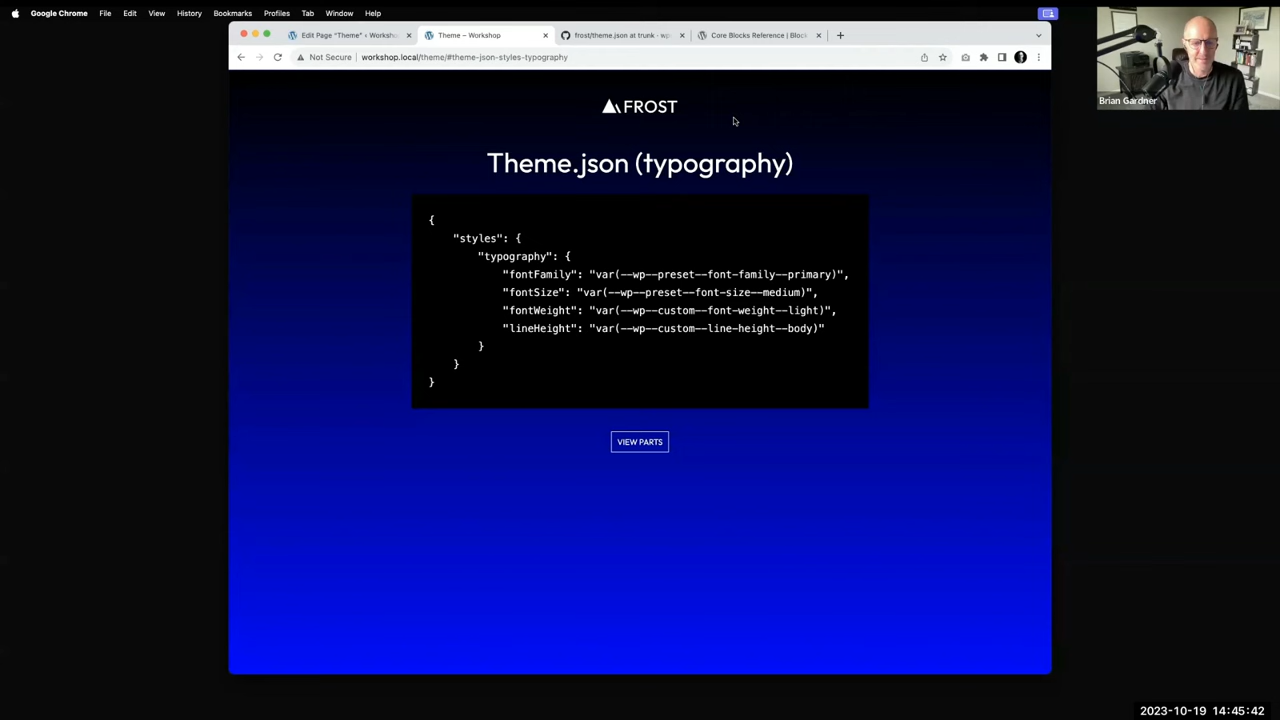 Google Chrome File Edit View History Bookmarks Profiles Tab Window Help
Edit Page "Theme" ‹ Worksho
Theme – Workshop
frost/theme.json at trunk · wp
Core Blocks Reference | Block
Not Secure workshop.local/theme/#theme-json-styles-typography
Brian Gardner
FROST
Theme.json (typography)
{
"styles": {
"typography": {
"fontFamily": "var(--wp--preset--font-family--primary)",
"fontSize": "var(--wp--preset--font-size--medium)",
"fontWeight": "var(--wp--custom--font-weight--light)",
"lineHeight": "var(--wp--custom--line-height--body)"
}
}
}
VIEW PARTS
2023-10-19 14:45:42